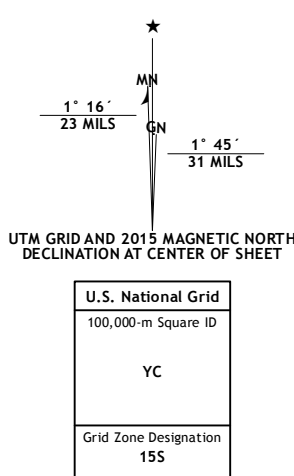 ★
MN
GN
1° 16´
23 MILS
1° 45´
31 MILS
UTM GRID AND 2015 MAGNETIC NORTH
DECLINATION AT CENTER OF SHEET
U.S. National Grid
100,000-m Square ID
YC
Grid Zone Designation
15S